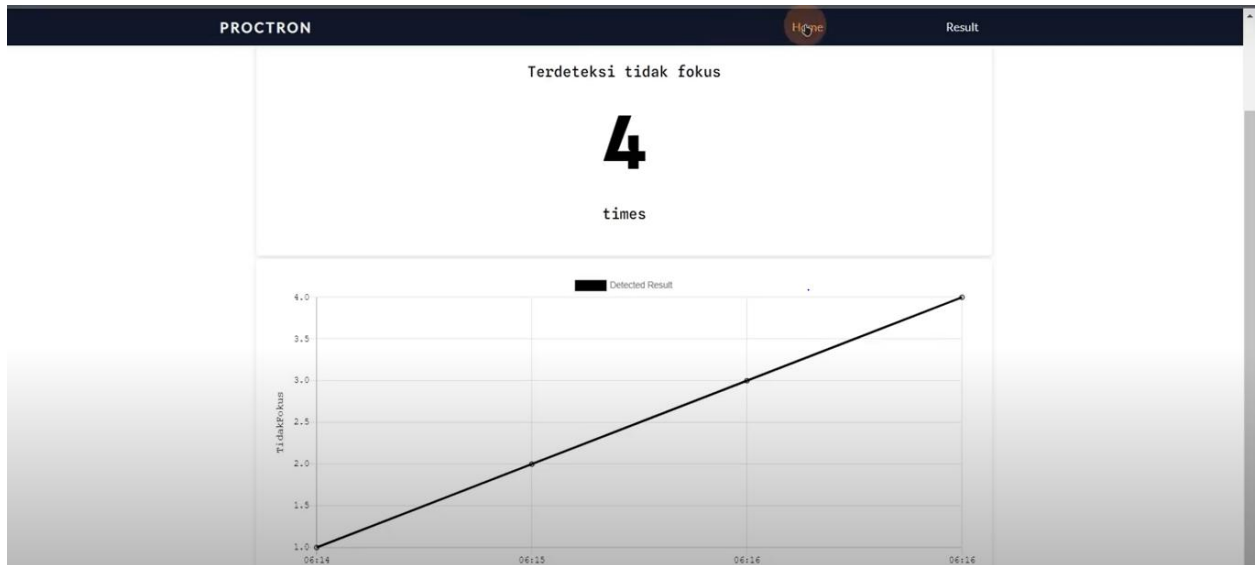 PROCTRON Home Result
Terdeteksi tidak fokus
4
times
Detected Result
4.0
3.5
3.0
TidakFokus
2.5
2.0
1.5
1.0
06:14 06:15 06:16 06:16